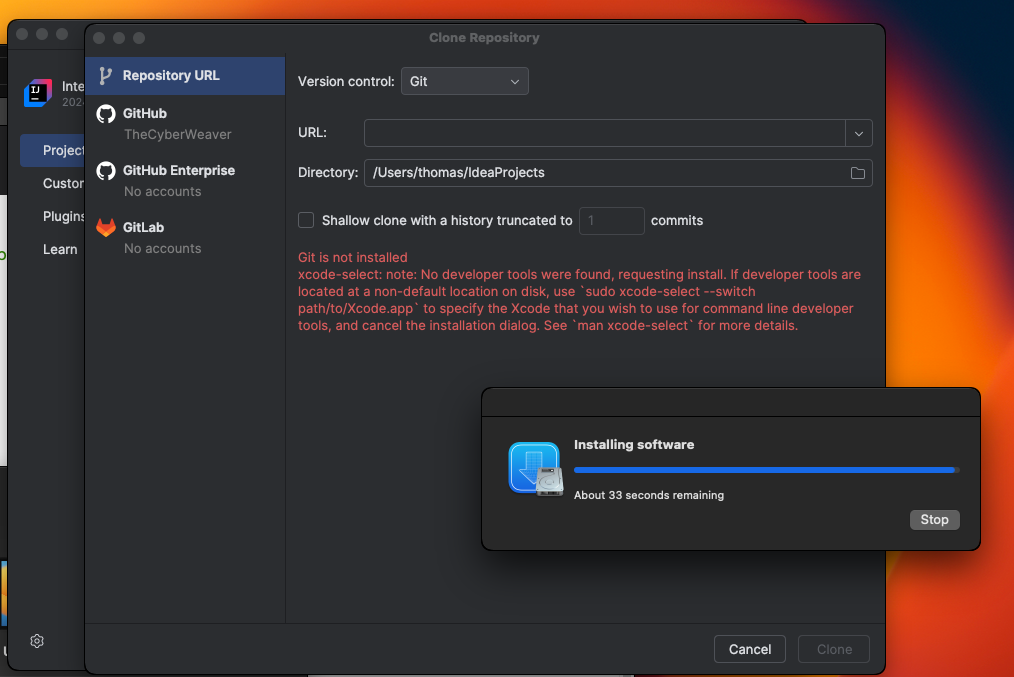 Clone Repository
IJ
Inte
202
Project
Custor
Plugins
Learn
Repository URL
GitHub
TheCyberWeaver
GitHub Enterprise
No accounts
GitLab
No accounts
Version control: Git
URL:
Directory: /Users/thomas/IdeaProjects
Shallow clone with a history truncated to 1 commits
Git is not installed
xcode-select: note: No developer tools were found, requesting install. If developer tools are
located at a non-default location on disk, use `sudo xcode-select --switch
path/to/Xcode.app` to specify the Xcode that you wish to use for command line developer
tools, and cancel the installation dialog. See `man xcode-select` for more details.
Installing software
About 33 seconds remaining
Stop
Cancel
Clone